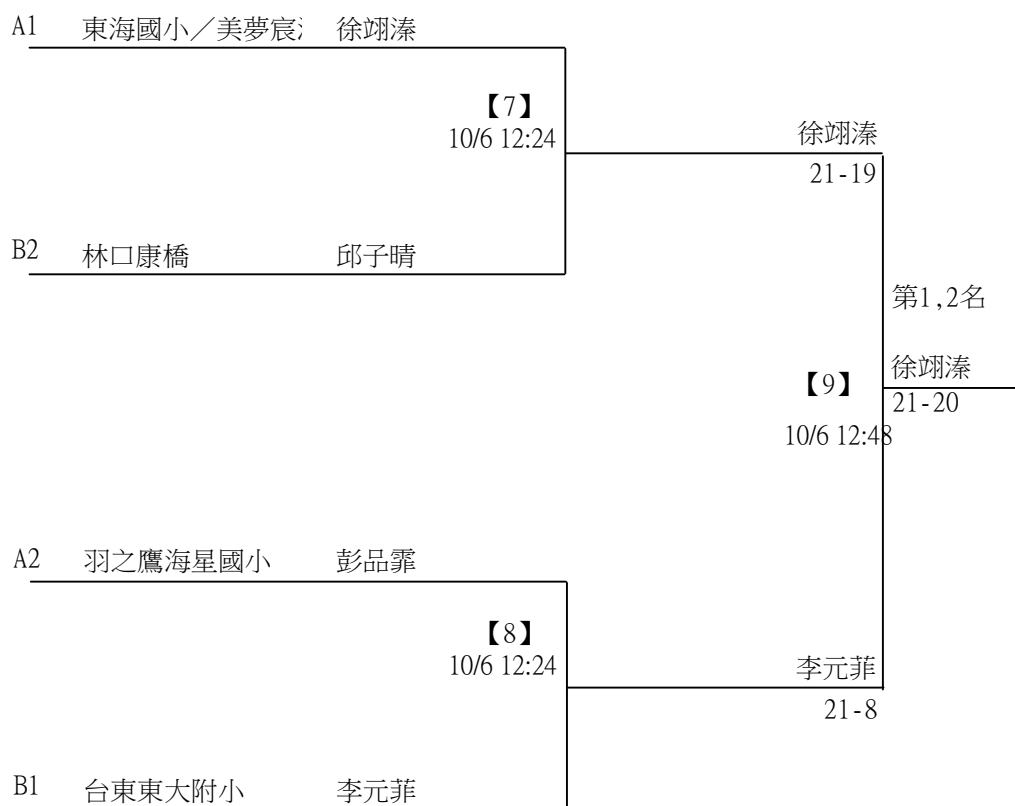 A1 東海國小／美夢宸 徐翊溱
【7】
10/6 12:24
徐翊溱
21-19
B2 林口康橋 邱子晴
第1,2名
徐翊溱
【9】
21-20
10/6 12:48
A2 羽之鷹海星國小 彭品霏
【8】
10/6 12:24
李元菲
21-8
B1 台東東大附小 李元菲